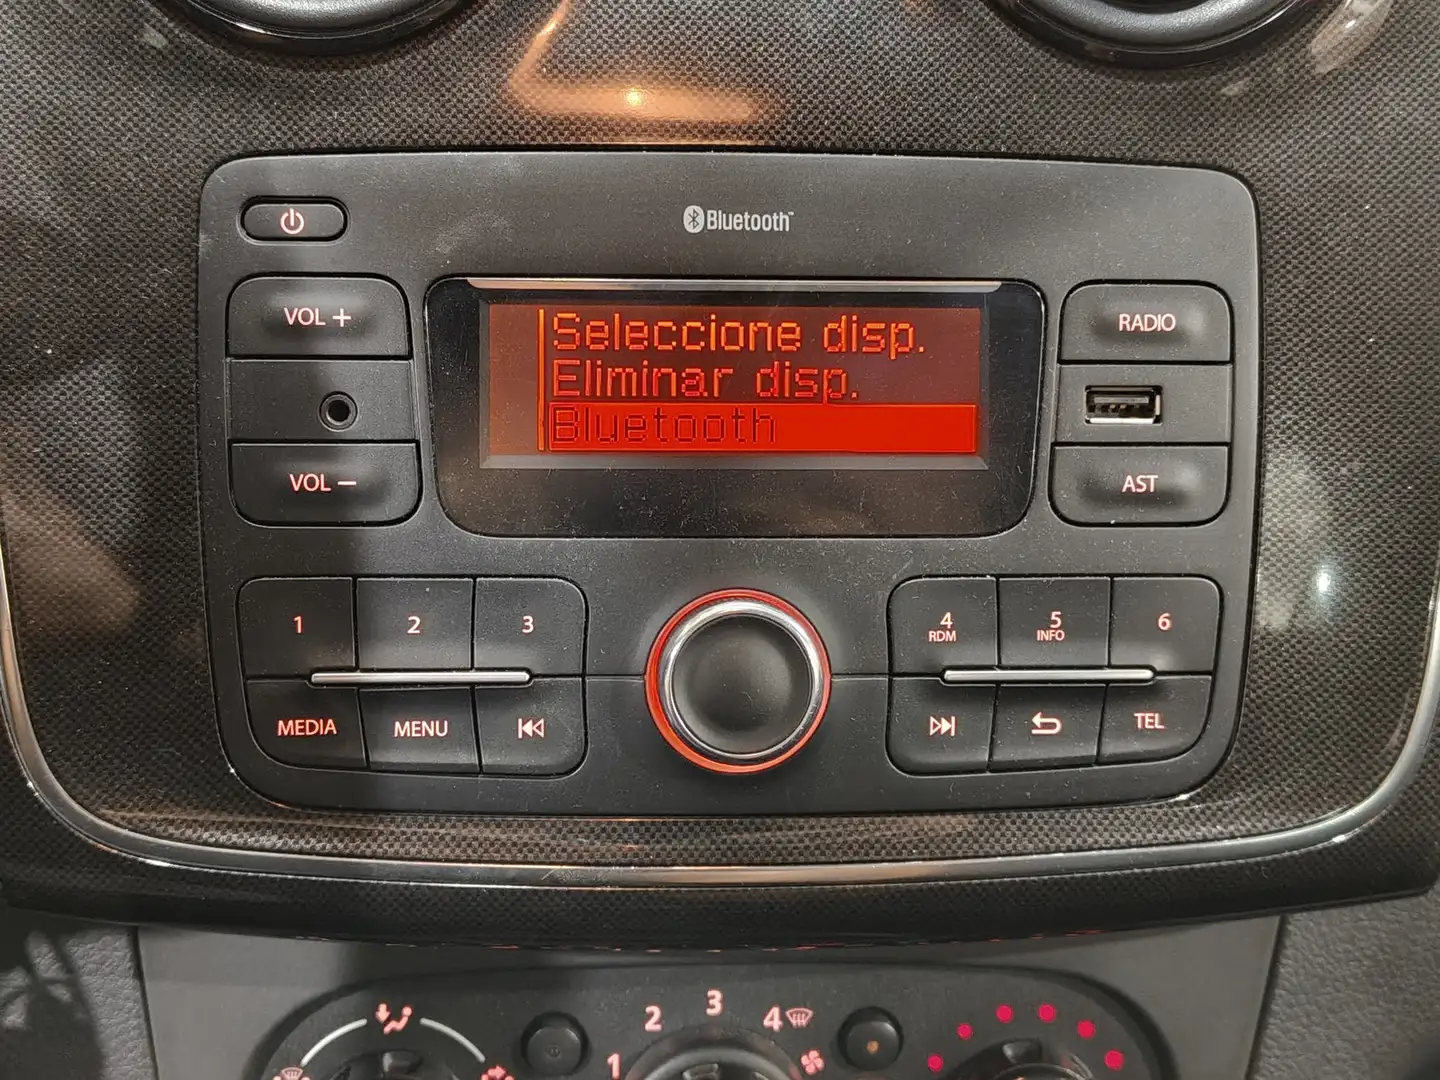 Bluetooth™
VOL +
Seleccione disp.
Eliminar disp.
Bluetooth
RADIO
VOL −
AST
1
2
3
4
RDM
5
INFO
6
MEDIA
MENU
TEL
1
2
3
4